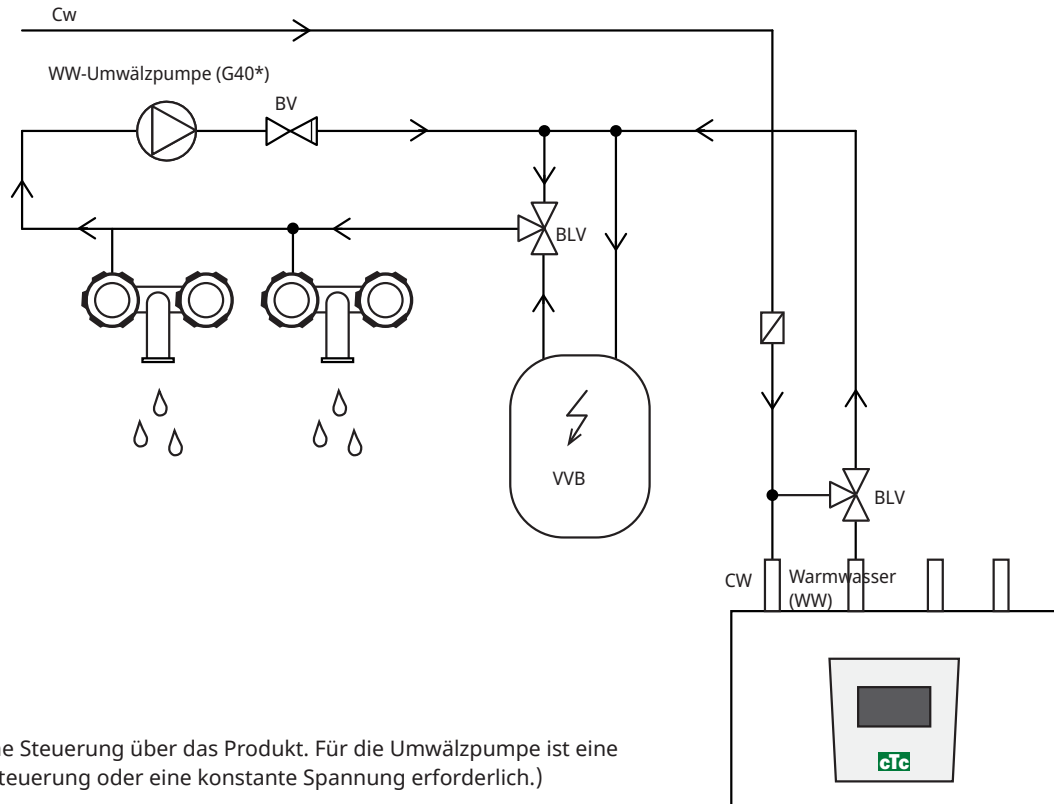 Cw
WW-Umwälzpumpe (G40*)
BV
BLV
VVB
BLV
CW
Warmwasser
(WW)
cTc
Steuerung über das Produkt. Für die Umwälzpumpe ist eine
oder eine konstante Spannung erforderlich.)